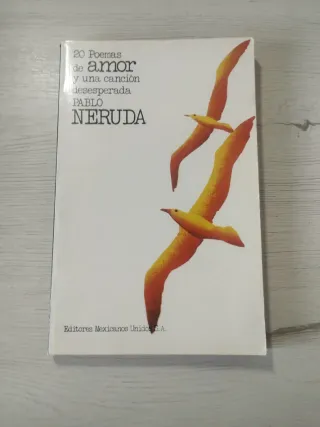 20 Poemas
de amor
y una canción
desesperada
PABLO
NERUDA
Editores Mexicanos Unidos S.A.